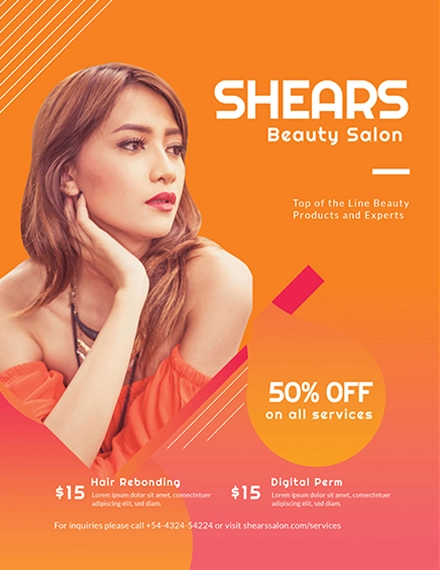 SHEARS
Beauty Salon
Top of the Line Beauty
Products and Experts
50% OFF
on all services
$15
Hair Rebonding
Lorem ipsum dolor sit amet, consectetuer
adipiscing elit, sed diam.
$15
Digital Perm
Lorem ipsum dolor sit amet, consectetuer
adipiscing elit, sed diam.
For inquiries please call +54-4324-54224 or visit shearssalon.com/services